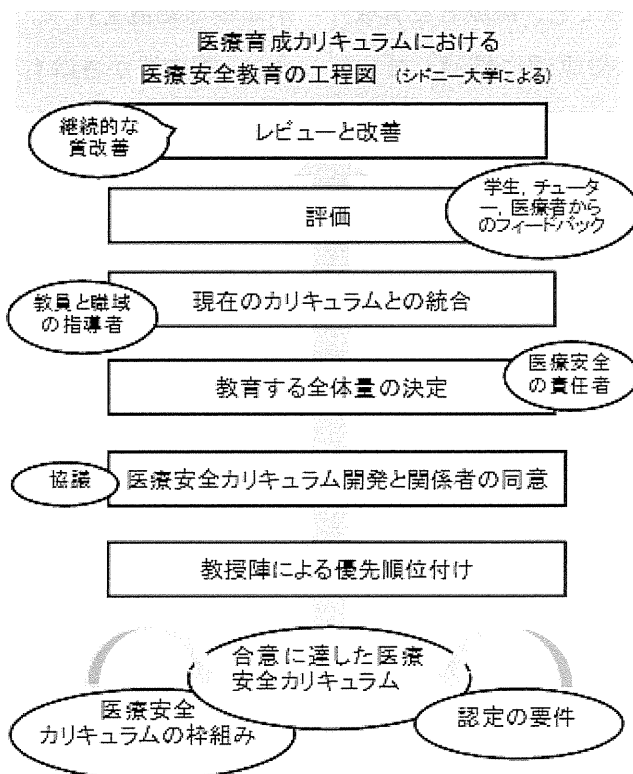 医療育成カリキュラムにおける
医療安全教育の工程図 (シドニー大学による)
継続的な
質改善
レビューと改善
学生, チュータ
ー, 医療者から
のフィードバック
評価
教員と職域
の指導者
現在のカリキュラムとの統合
医療安全
の責任者
教育する全体量の決定
協議
医療安全カリキュラム開発と関係者の同意
教授陣による優先順位付け
合意に達した医療
安全カリキュラム
医療安全
カリキュラムの枠組み
認定の要件